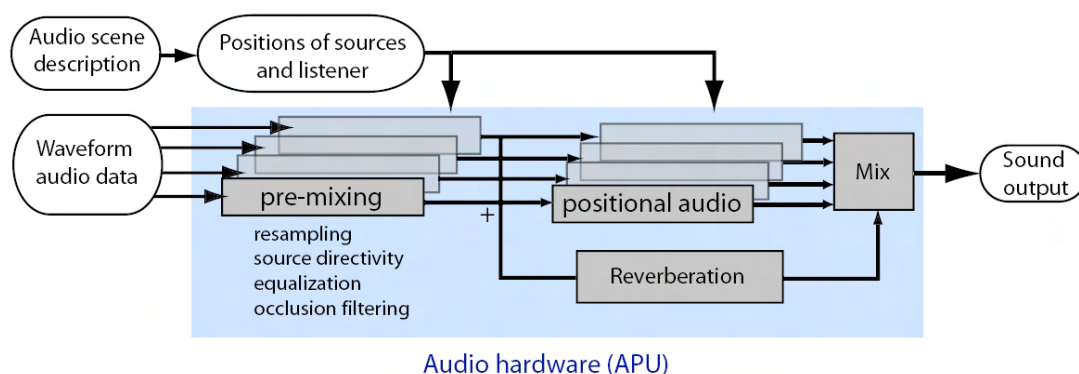 Audio scene
description
Positions of sources
and listener
Waveform
audio data
pre-mixing
resampling
source directivity
equalization
occlusion filtering
+
positional audio
Reverberation
Mix
Sound
output
Audio hardware (APU)